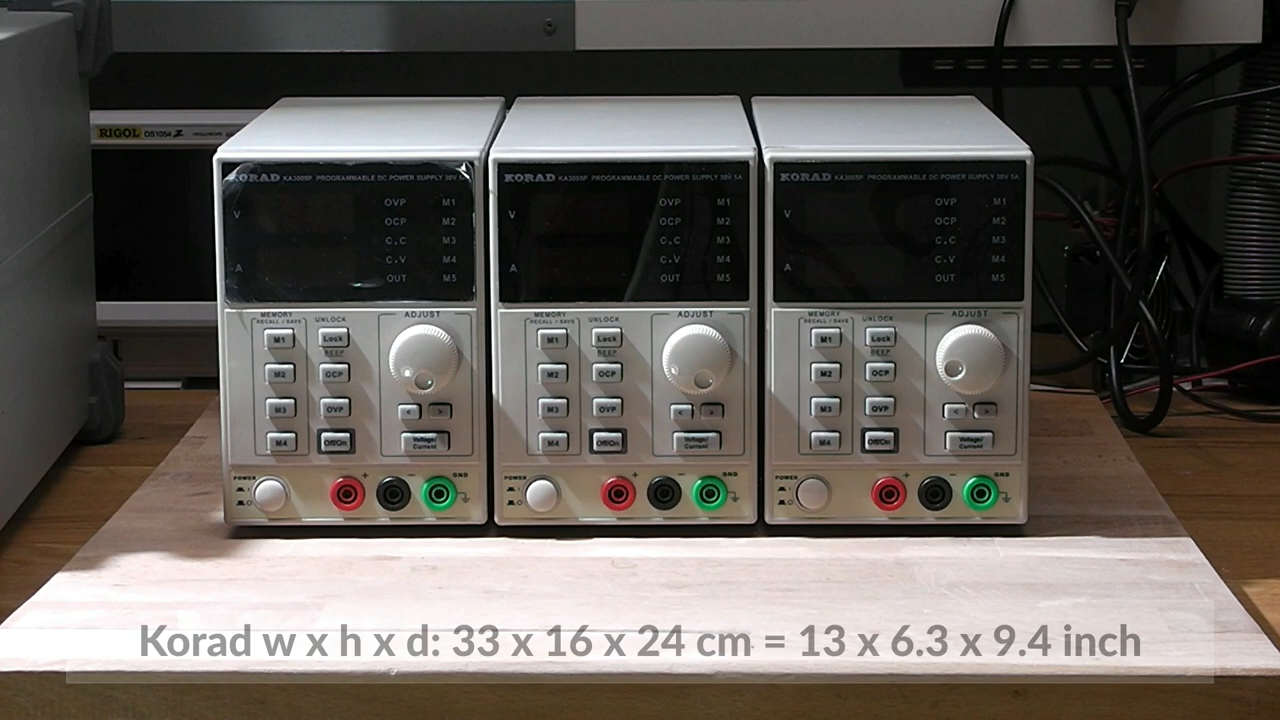 RIGOL DS1054 Z
KORAD KA3005P PROGRAMMABLE DC POWER SUPPLY 30V 5A
V
A
OVP M1
OCP M2
C.C M3
C.V M4
OUT M5
MEMORY
RECALL / SAVE
UNLOCK
ADJUST
M1 Lock
BEEP
M2 OCP
M3 OVP
< >
M4 Off/On
Voltage/
Current
POWER
+
−
GND
KORAD KA3005P PROGRAMMABLE DC POWER SUPPLY 30V 5A
V
A
OVP M1
OCP M2
C.C M3
C.V M4
OUT M5
MEMORY
RECALL / SAVE
UNLOCK
ADJUST
M1 Lock
BEEP
M2 OCP
M3 OVP
< >
M4 Off/On
Voltage/
Current
POWER
+
−
GND
KORAD KA3005P PROGRAMMABLE DC POWER SUPPLY 30V 5A
V
A
OVP M1
OCP M2
C.C M3
C.V M4
OUT M5
MEMORY
RECALL / SAVE
UNLOCK
ADJUST
M1 Lock
BEEP
M2 OCP
M3 OVP
< >
M4 Off/On
Voltage/
Current
POWER
+
−
GND
Korad w x h x d: 33 x 16 x 24 cm = 13 x 6.3 x 9.4 inch